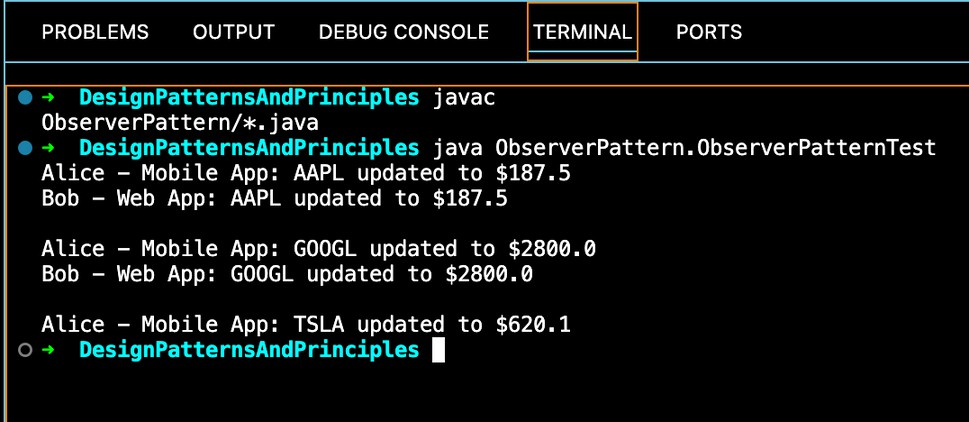 PROBLEMS OUTPUT DEBUG CONSOLE TERMINAL PORTS
➜ DesignPatternsAndPrinciples javac
ObserverPattern/*.java
➜ DesignPatternsAndPrinciples java ObserverPattern.ObserverPatternTest
Alice - Mobile App: AAPL updated to $187.5
Bob - Web App: AAPL updated to $187.5
Alice - Mobile App: GOOGL updated to $2800.0
Bob - Web App: GOOGL updated to $2800.0
Alice - Mobile App: TSLA updated to $620.1
➜ DesignPatternsAndPrinciples